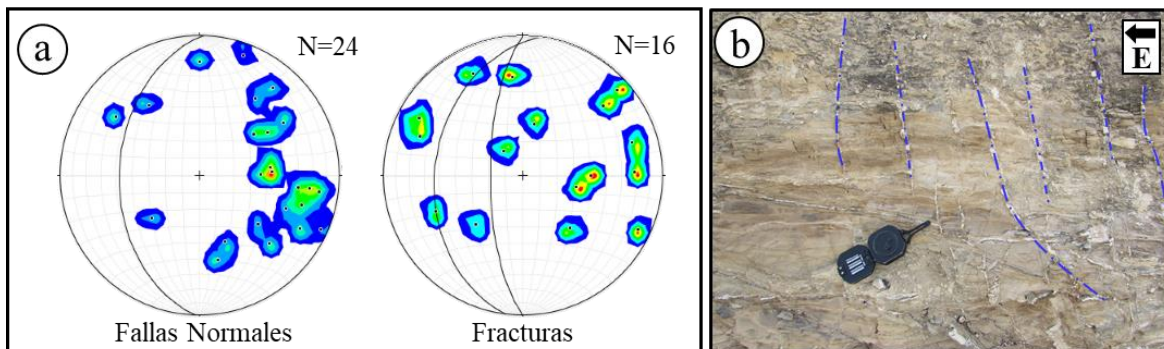 a
N=24
N=16
Fallas Normales
Fracturas
b
E